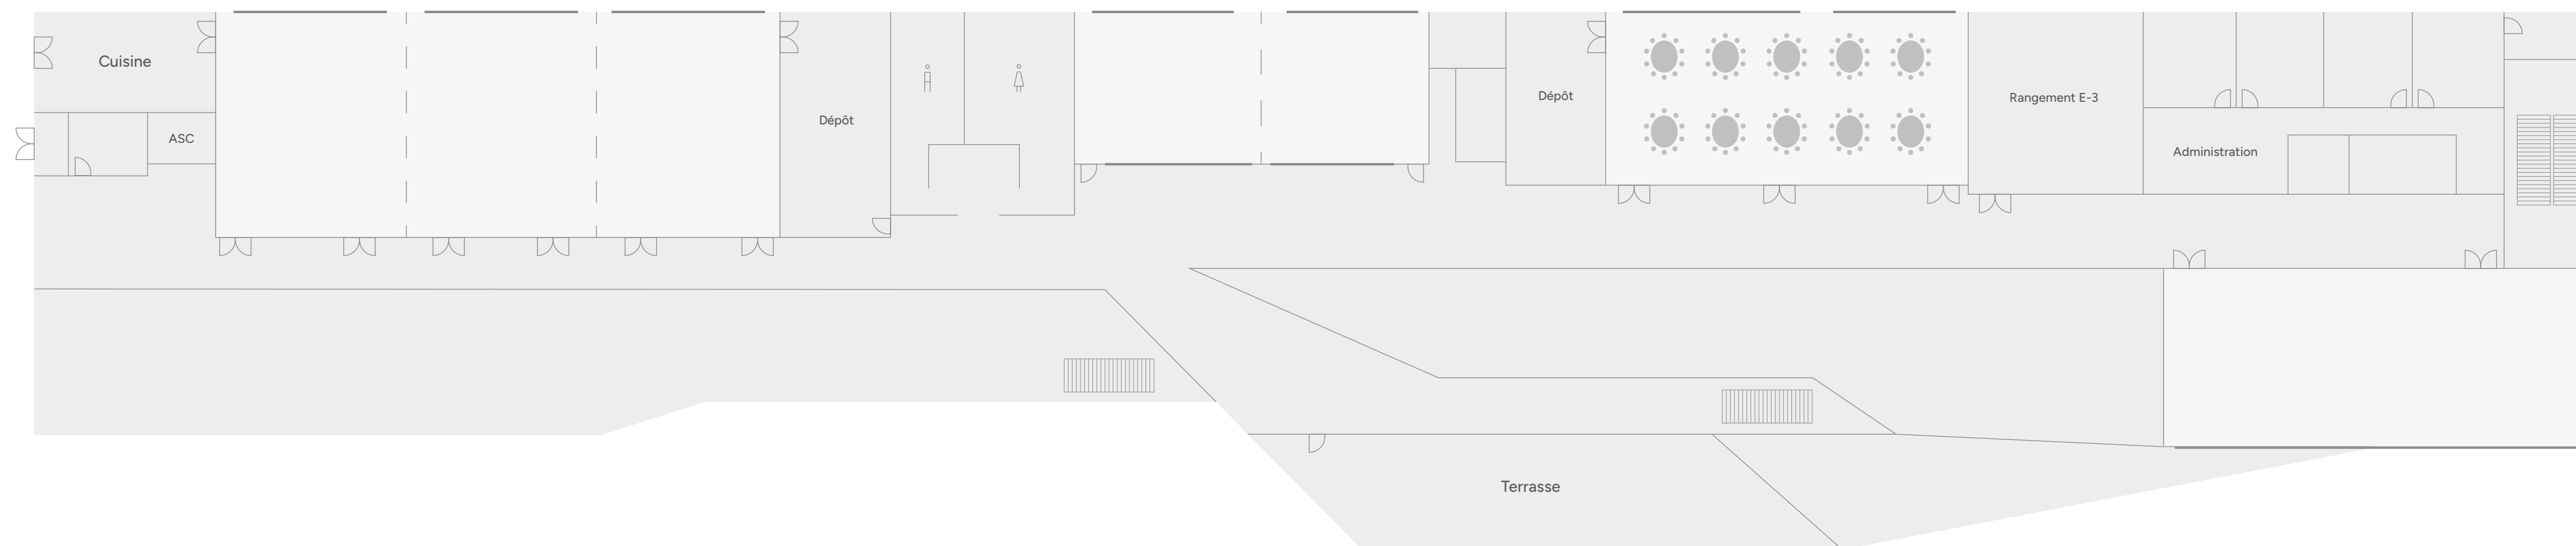 Cuisine
ASC
Dépôt
Dépôt
Rangement E-3
Administration
Terrasse